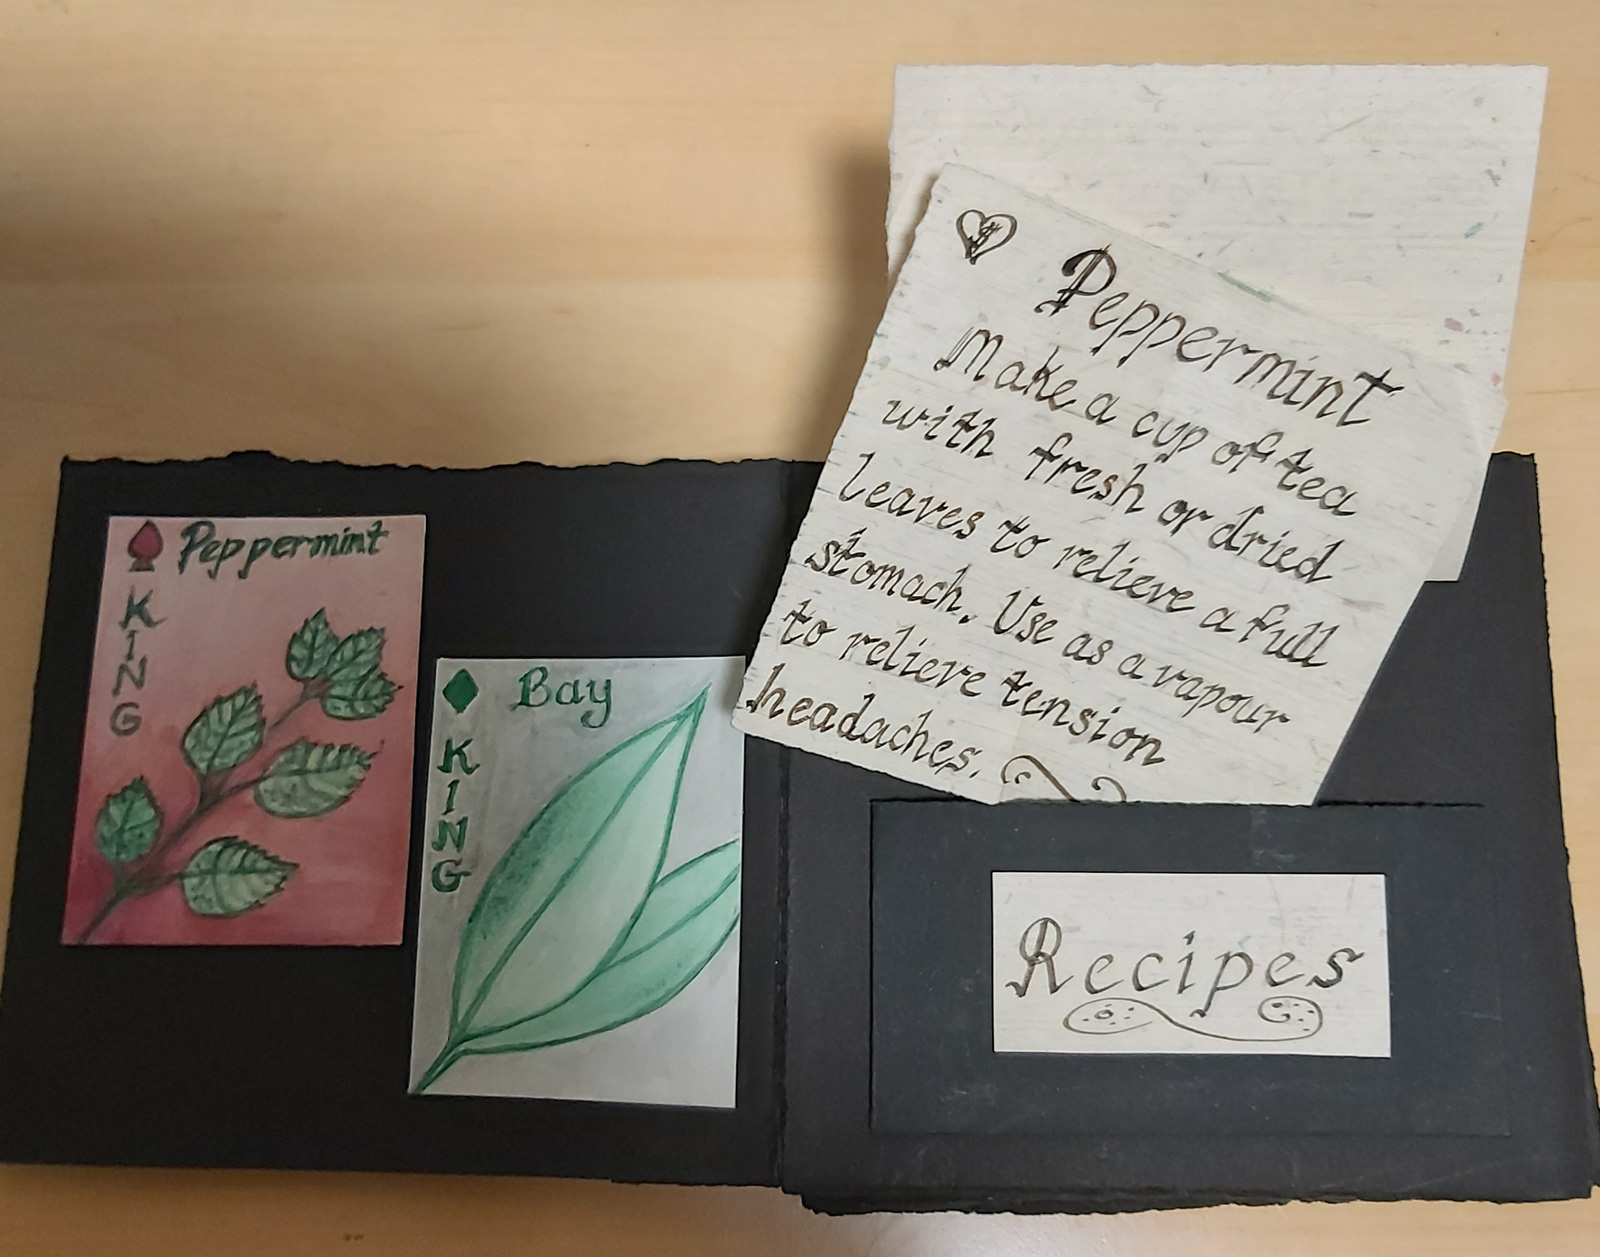 Peppermint
KING
Bay
KING
Peppermint
Make a cup of tea
with fresh or dried
leaves to relieve a full
stomach. Use as a vapour
to relieve tension
headaches.
Recipes